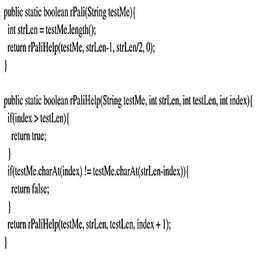 public static boolean rPali(String testMe){
int strLen = testMe.length();
return rPaliHelp(testMe, strLen-1, strLen/2, 0);
}
public static boolean rPaliHelp(String testMe, int strLen, int testLen, int index){
if(index > testLen){
return true;
}
if(testMe.charAt(index) != testMe.charAt(strLen-index)){
return false;
}
return rPaliHelp(testMe, strLen, testLen, index + 1);
}